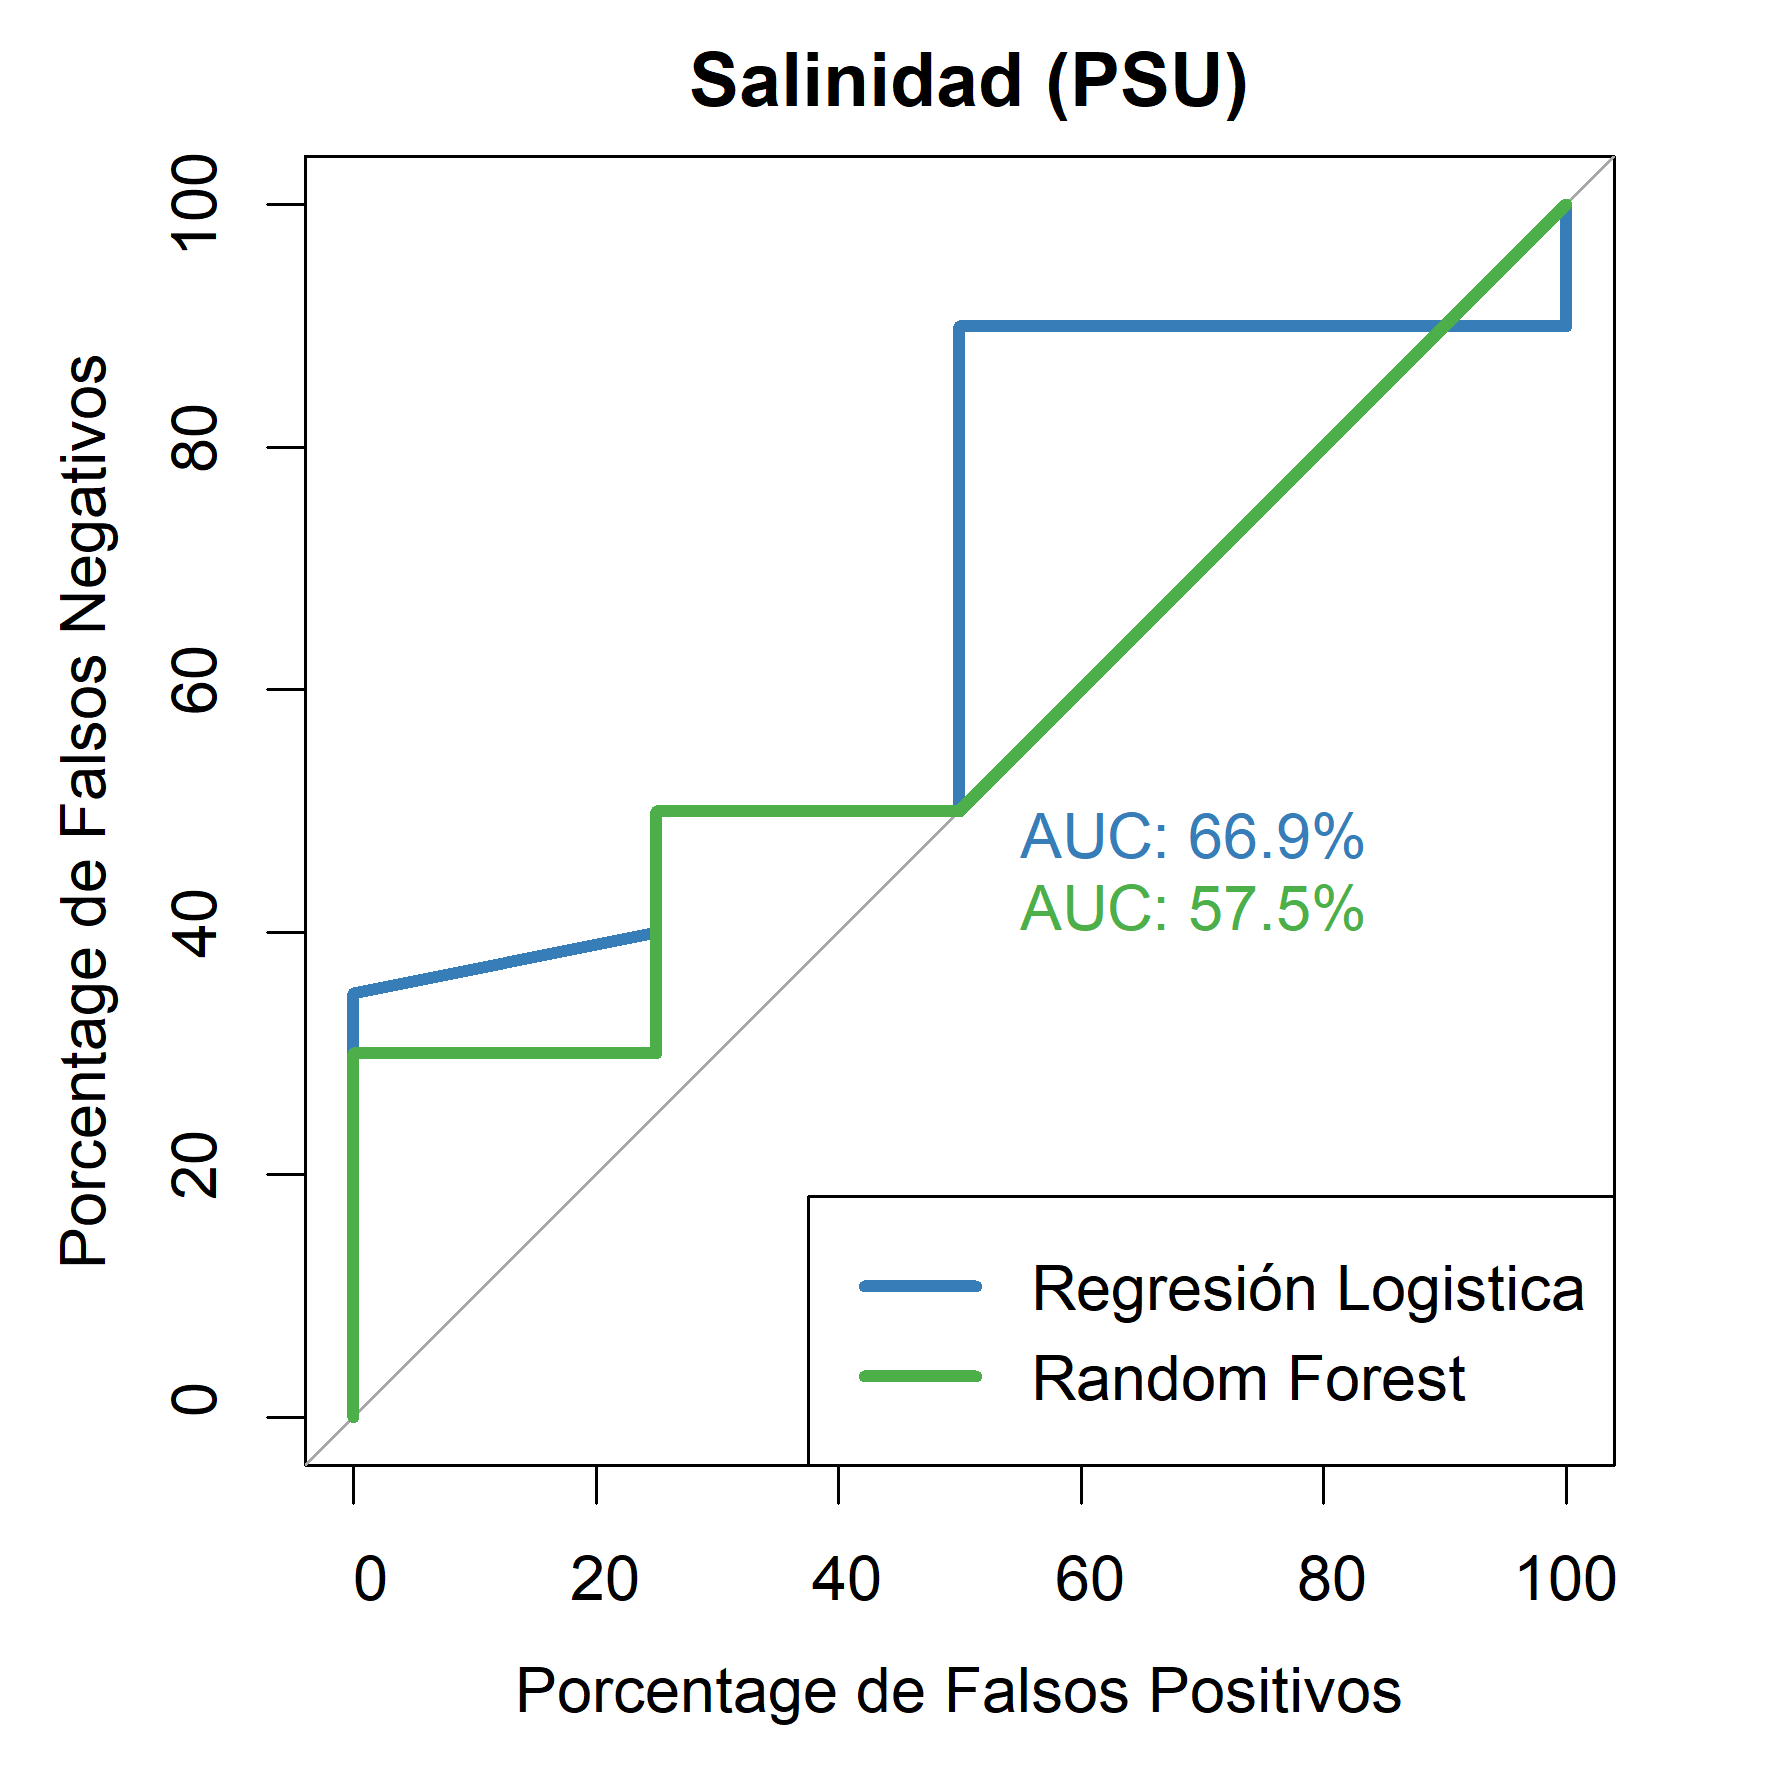 Salinidad (PSU)
Porcentage de Falsos Negativos
100
80
60
40
20
0
AUC: 66.9%
AUC: 57.5%
Regresión Logistica
Random Forest
0 20 40 60 80 100
Porcentage de Falsos Positivos